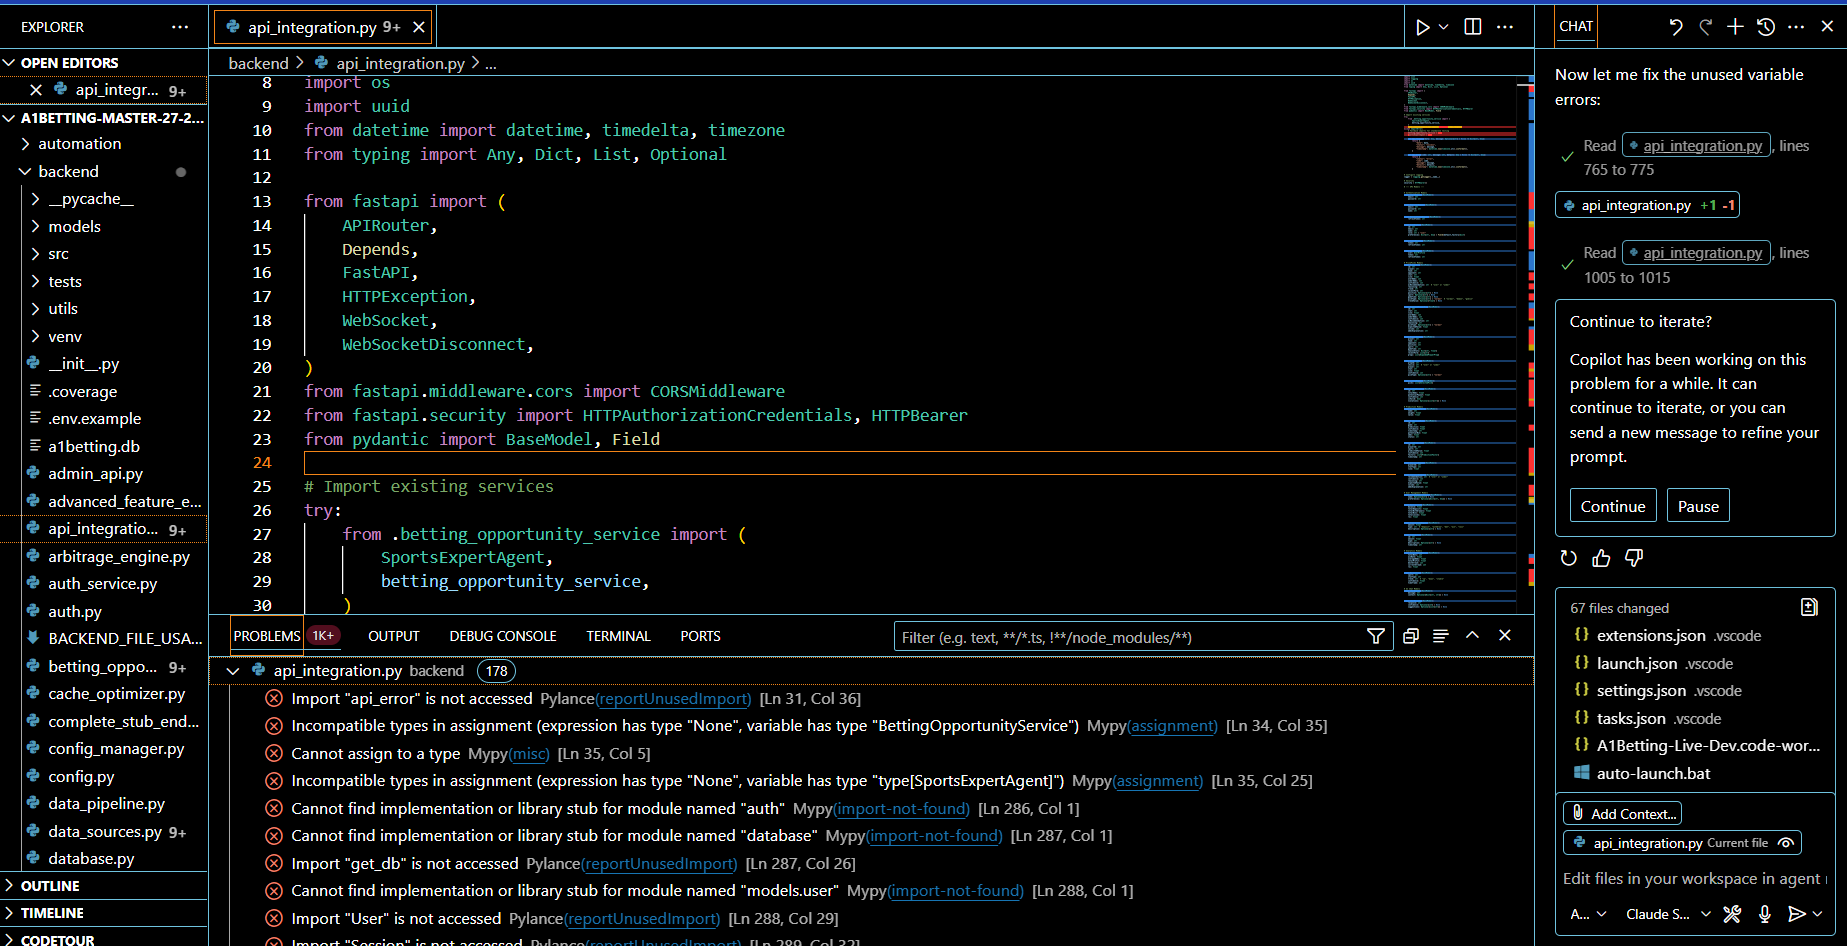 EXPLORER ···
OPEN EDITORS
api_integr... 9+
A1BETTING-MASTER-27-2...
automation
backend
__pycache__
models
src
tests
utils
venv
__init__.py
.coverage
.env.example
a1betting.db
admin_api.py
advanced_feature_e...
api_integratio... 9+
arbitrage_engine.py
auth_service.py
auth.py
BACKEND_FILE_USA...
betting_oppo... 9+
cache_optimizer.py
complete_stub_end...
config_manager.py
config.py
data_pipeline.py
data_sources.py 9+
database.py
OUTLINE
TIMELINE
CODETOUR
api_integration.py 9+
backend > api_integration.py > ...
8 import os
9 import uuid
10 from datetime import datetime, timedelta, timezone
11 from typing import Any, Dict, List, Optional
12
13 from fastapi import (
14 APIRouter,
15 Depends,
16 FastAPI,
17 HTTPException,
18 WebSocket,
19 WebSocketDisconnect,
20 )
21 from fastapi.middleware.cors import CORSMiddleware
22 from fastapi.security import HTTPAuthorizationCredentials, HTTPBearer
23 from pydantic import BaseModel, Field
24
25 # Import existing services
26 try:
27 from .betting_opportunity_service import (
28 SportsExpertAgent,
29 betting_opportunity_service,
30 )
PROBLEMS 1K+ OUTPUT DEBUG CONSOLE TERMINAL PORTS Filter (e.g. text, **/*.ts, !**/node_modules/**)
api_integration.py backend 178
Import "api_error" is not accessed Pylance(reportUnusedImport) [Ln 31, Col 36]
Incompatible types in assignment (expression has type "None", variable has type "BettingOpportunityService") Mypy(assignment) [Ln 34, Col 35]
Cannot assign to a type Mypy(misc) [Ln 35, Col 5]
Incompatible types in assignment (expression has type "None", variable has type "type[SportsExpertAgent]") Mypy(assignment) [Ln 35, Col 25]
Cannot find implementation or library stub for module named "auth" Mypy(import-not-found) [Ln 286, Col 1]
Cannot find implementation or library stub for module named "database" Mypy(import-not-found) [Ln 287, Col 1]
Import "get_db" is not accessed Pylance(reportUnusedImport) [Ln 287, Col 26]
Cannot find implementation or library stub for module named "models.user" Mypy(import-not-found) [Ln 288, Col 1]
Import "User" is not accessed Pylance(reportUnusedImport) [Ln 288, Col 29]
Import "Session" is not accessed Pylance(reportUnusedImport) [Ln 289, Col 32]
CHAT
Now let me fix the unused variable
errors:
Read api_integration.py, lines
765 to 775
api_integration.py +1 -1
Read api_integration.py, lines
1005 to 1015
Continue to iterate?
Copilot has been working on this
problem for a while. It can
continue to iterate, or you can
send a new message to refine your
prompt.
Continue Pause
67 files changed
extensions.json .vscode
launch.json .vscode
settings.json .vscode
tasks.json .vscode
A1Betting-Live-Dev.code-wor...
auto-launch.bat
Add Context...
api_integration.py Current file
Edit files in your workspace in agent
A... Claude S...